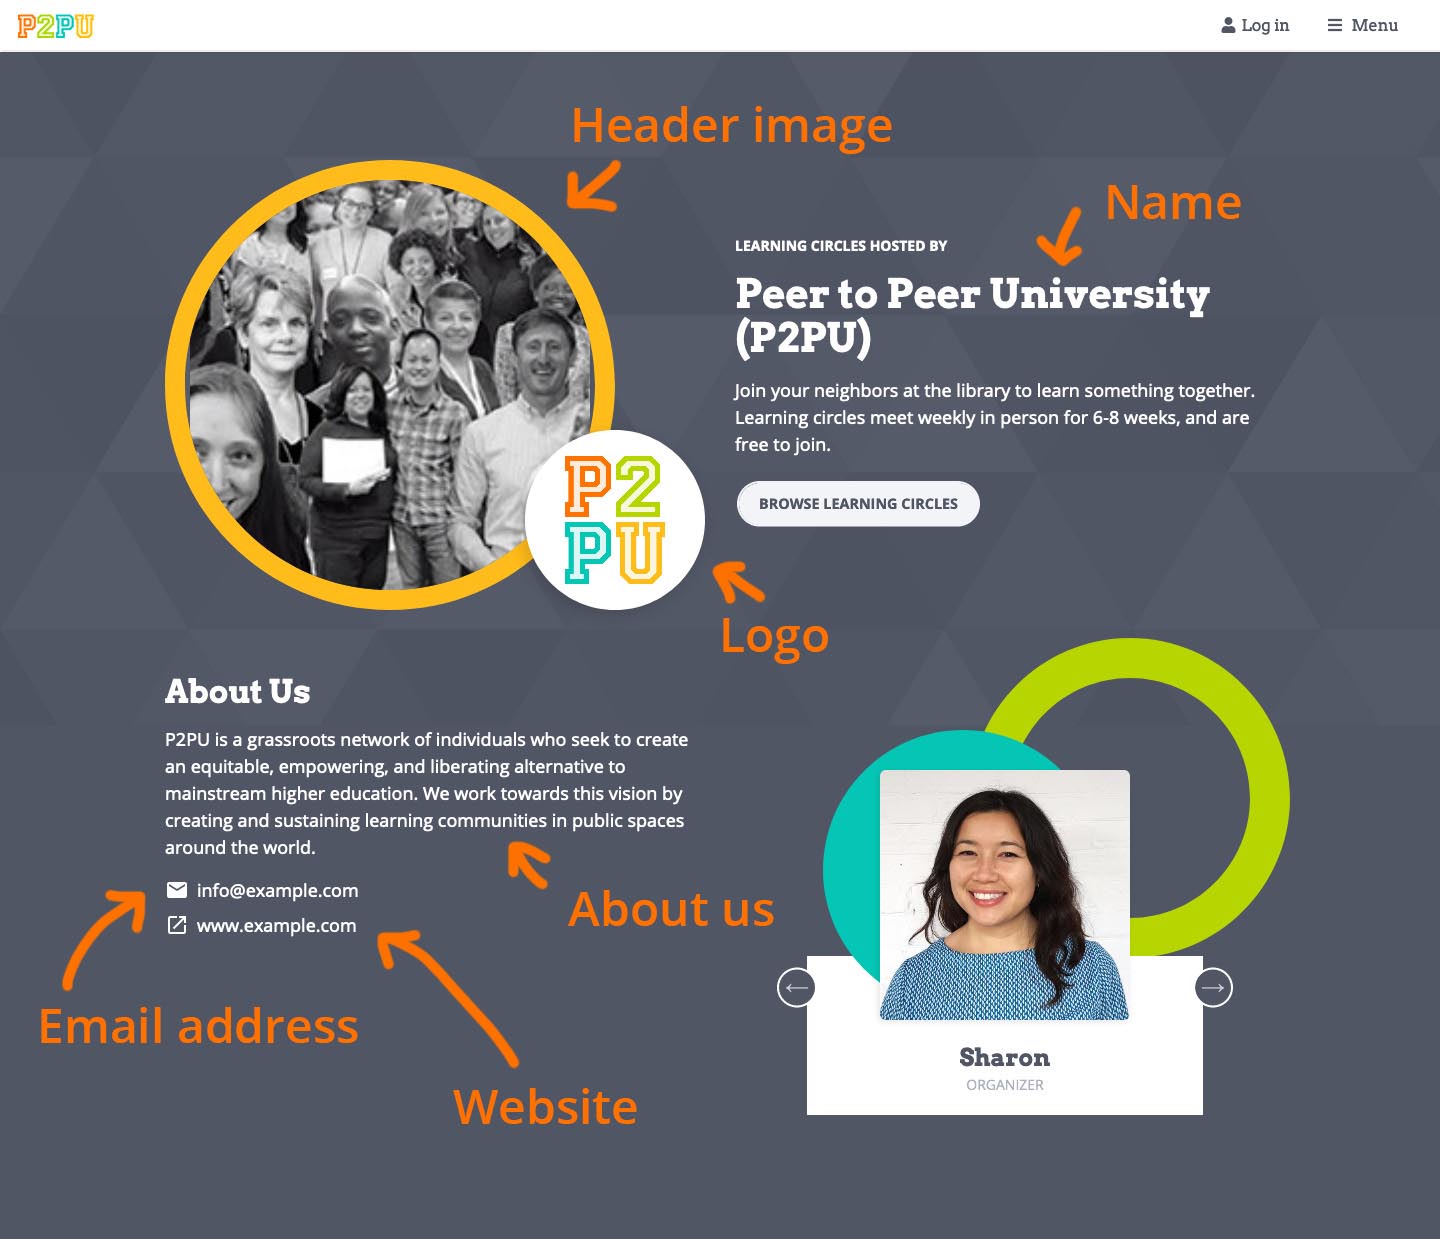 P2PU
Log in
Menu
Header image
Name
LEARNING CIRCLES HOSTED BY
Peer to Peer University
(P2PU)
Join your neighbors at the library to learn something together.
Learning circles meet weekly in person for 6-8 weeks, and are
free to join.
BROWSE LEARNING CIRCLES
P2
PU
Logo
About Us
P2PU is a grassroots network of individuals who seek to create
an equitable, empowering, and liberating alternative to
mainstream higher education. We work towards this vision by
creating and sustaining learning communities in public spaces
around the world.
info@example.com
www.example.com
About us
Email address
Website
Sharon
ORGANIZER